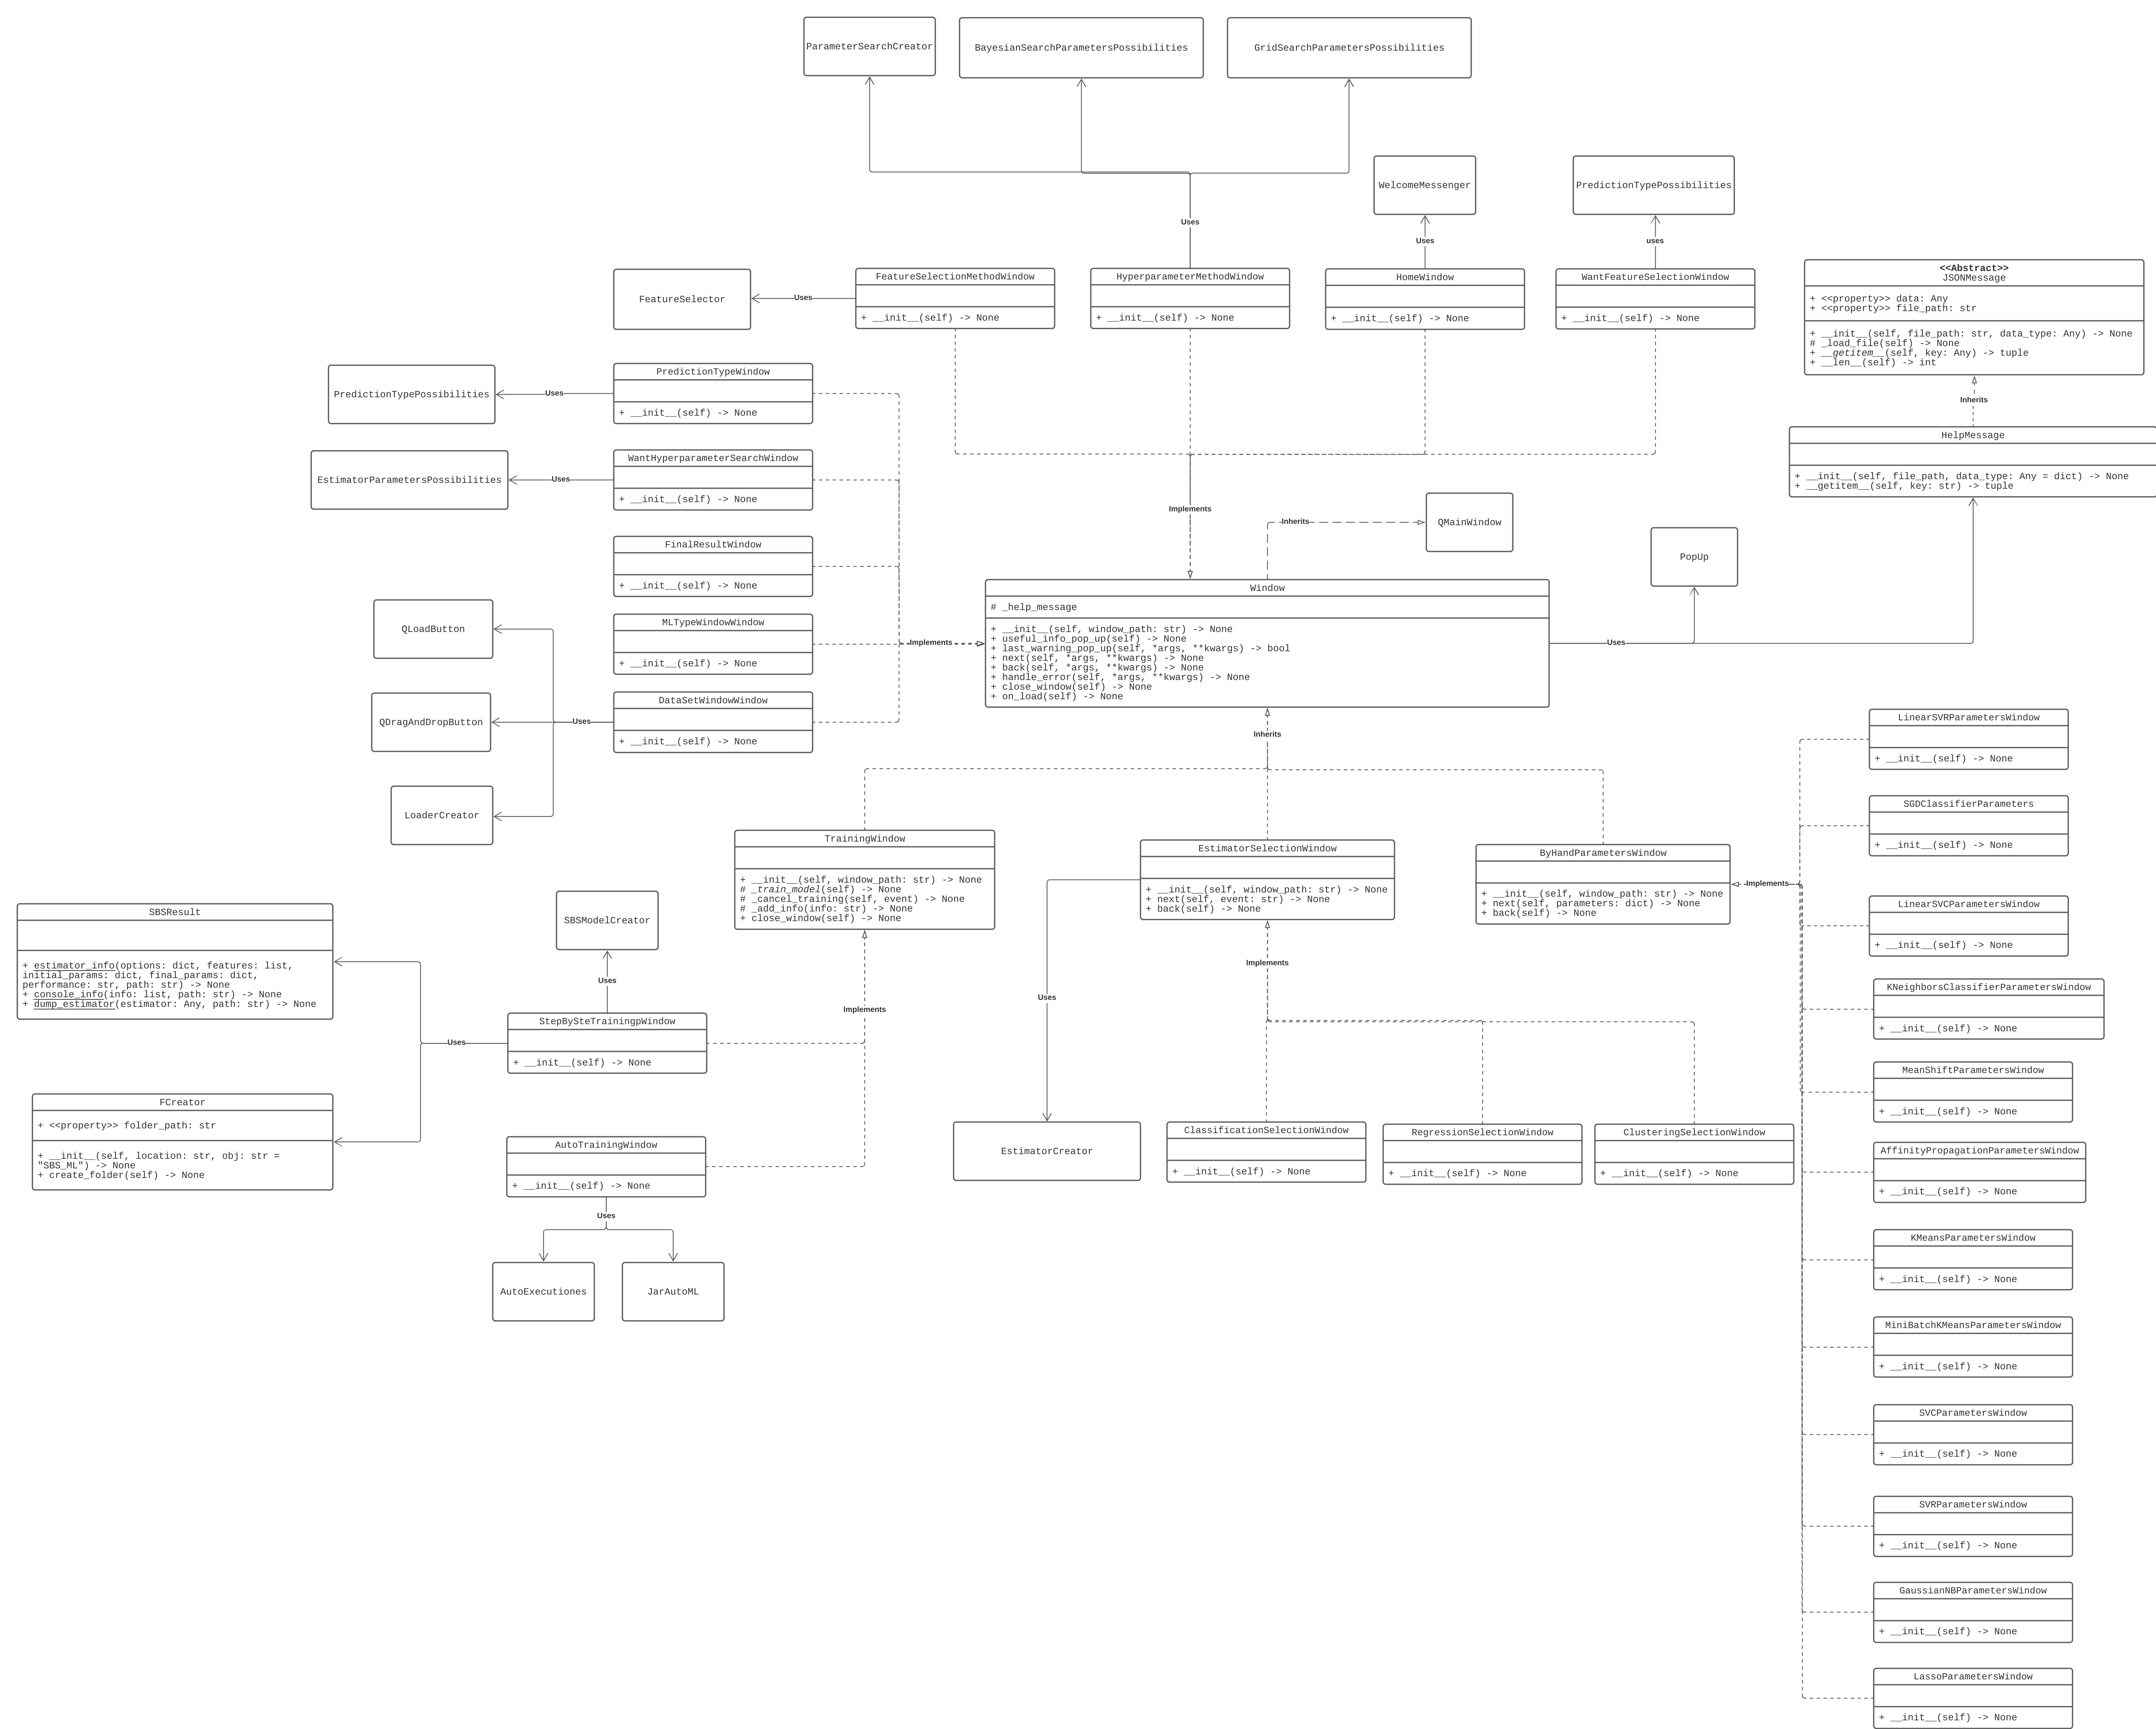 ParameterSearchCreator
BayesianSearchParametersPossibilities
GridSearchParametersPossibilities
WelcomeMessenger
PredictionTypePossibilities
Uses
Uses
uses
FeatureSelector
Uses
FeatureSelectionMethodWindow
+ __init__(self) -> None
HyperparameterMethodWindow
+ __init__(self) -> None
HomeWindow
+ __init__(self) -> None
WantFeatureSelectionWindow
+ __init__(self) -> None
<<Abstract>>
JSONMessage
+ <<property>> data: Any
+ <<property>> file_path: str
+ __init__(self, file_path: str, data_type: Any) -> None
# _load_file(self) -> None
+ __getitem__(self, key: Any) -> tuple
+ __len__(self) -> int
Inherits
HelpMessage
+ __init__(self, file_path, data_type: Any = dict) -> None
+ __getitem__(self, key: str) -> tuple
PredictionTypePossibilities
Uses
PredictionTypeWindow
+ __init__(self) -> None
EstimatorParametersPossibilities
Uses
WantHyperparameterSearchWindow
+ __init__(self) -> None
FinalResultWindow
+ __init__(self) -> None
MLTypeWindowWindow
+ __init__(self) -> None
DataSetWindowWindow
+ __init__(self) -> None
QLoadButton
QDragAndDropButton
LoaderCreator
Uses
Implements
Implements
Inherits
QMainWindow
PopUp
Uses
Window
# _help_message
+ __init__(self, window_path: str) -> None
+ useful_info_pop_up(self) -> None
+ last_warning_pop_up(self, *args, **kwargs) -> bool
+ next(self, *args, **kwargs) -> None
+ back(self, *args, **kwargs) -> None
+ handle_error(self, *args, **kwargs) -> None
+ close_window(self) -> None
+ on_load(self) -> None
Inherits
TrainingWindow
+ __init__(self, window_path: str) -> None
# _train_model(self) -> None
# _cancel_training(self, event) -> None
# _add_info(info: str) -> None
+ close_window(self) -> None
EstimatorSelectionWindow
+ __init__(self, window_path: str) -> None
+ next(self, event: str) -> None
+ back(self) -> None
ByHandParametersWindow
+ __init__(self, window_path: str) -> None
+ next(self, parameters: dict) -> None
+ back(self) -> None
Implements
SBSResult
+ estimator_info(options: dict, features: list,
initial_params: dict, final_params: dict,
performance: str, path: str) -> None
+ console_info(info: list, path: str) -> None
+ dump_estimator(estimator: Any, path: str) -> None
SBSModelCreator
Uses
StepBySteTrainingpWindow
+ __init__(self) -> None
Uses
FCreator
+ <<property>> folder_path: str
+ __init__(self, location: str, obj: str =
"SBS_ML") -> None
+ create_folder(self) -> None
Implements
AutoTrainingWindow
+ __init__(self) -> None
Uses
AutoExecutiones
JarAutoML
Uses
EstimatorCreator
Implements
ClassificationSelectionWindow
+ __init__(self) -> None
RegressionSelectionWindow
+ __init__(self) -> None
ClusteringSelectionWindow
+ __init__(self) -> None
LinearSVRParametersWindow
+ __init__(self) -> None
SGDClassifierParameters
+ __init__(self) -> None
LinearSVCParametersWindow
+ __init__(self) -> None
KNeighborsClassifierParametersWindow
+ __init__(self) -> None
MeanShiftParametersWindow
+ __init__(self) -> None
AffinityPropagationParametersWindow
+ __init__(self) -> None
KMeansParametersWindow
+ __init__(self) -> None
MiniBatchKMeansParametersWindow
+ __init__(self) -> None
SVCParametersWindow
+ __init__(self) -> None
SVRParametersWindow
+ __init__(self) -> None
GaussianNBParametersWindow
+ __init__(self) -> None
LassoParametersWindow
+ __init__(self) -> None